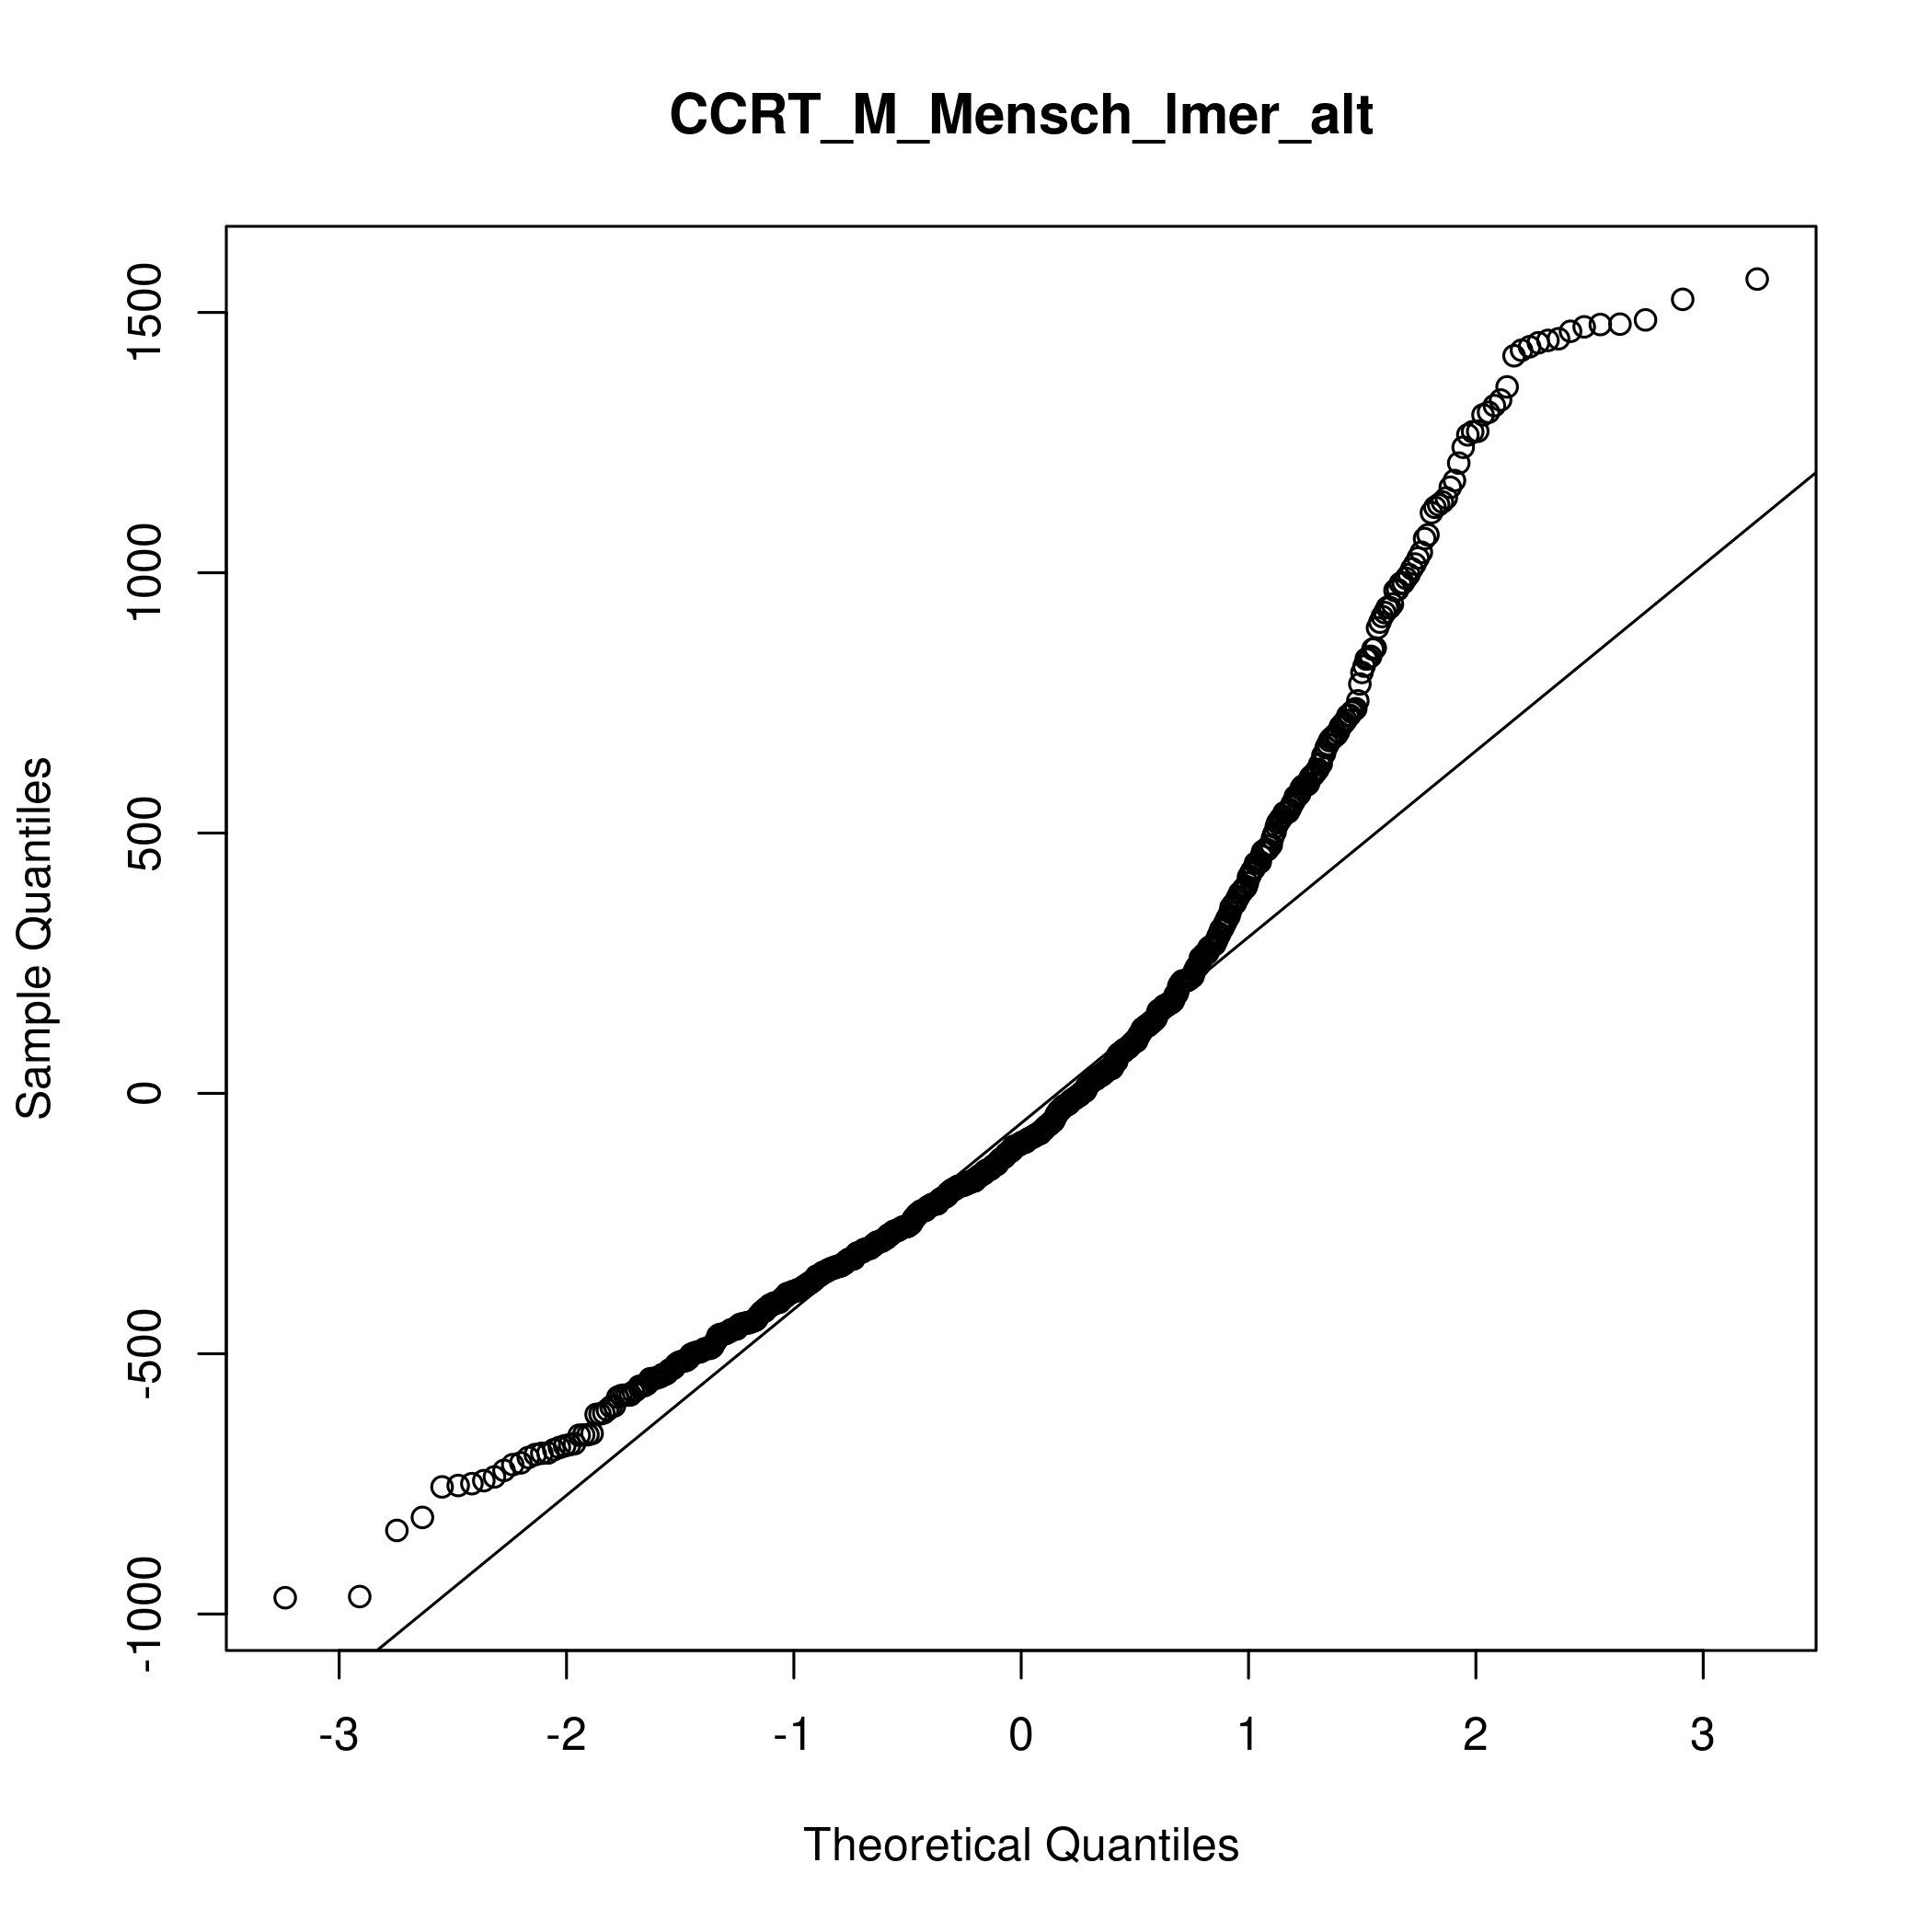 CCRT_M_Mensch_lmer_alt
Sample Quantiles
1500
1000
500
0
-500
-1000
-3 -2 -1 0 1 2 3
Theoretical Quantiles